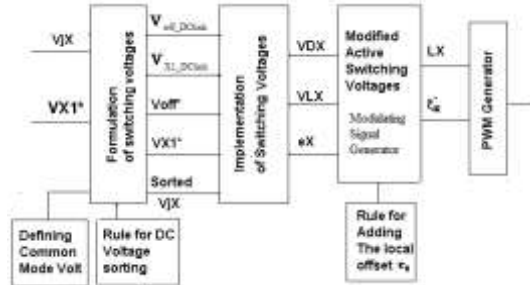 VjX
VX1*
Formulation
of switching voltages
Voff'
VX1*
Sorted
VjX
Implementation
of Switching Voltages
VDX
VLX
eX
Modified
Active
Switching
Voltages
Modulating
Signal
Generator
LX
PWM Generator
Defining
Common
Mode Volt
Rule for DC
Voltage
sorting
Rule for
Adding
The local
offset